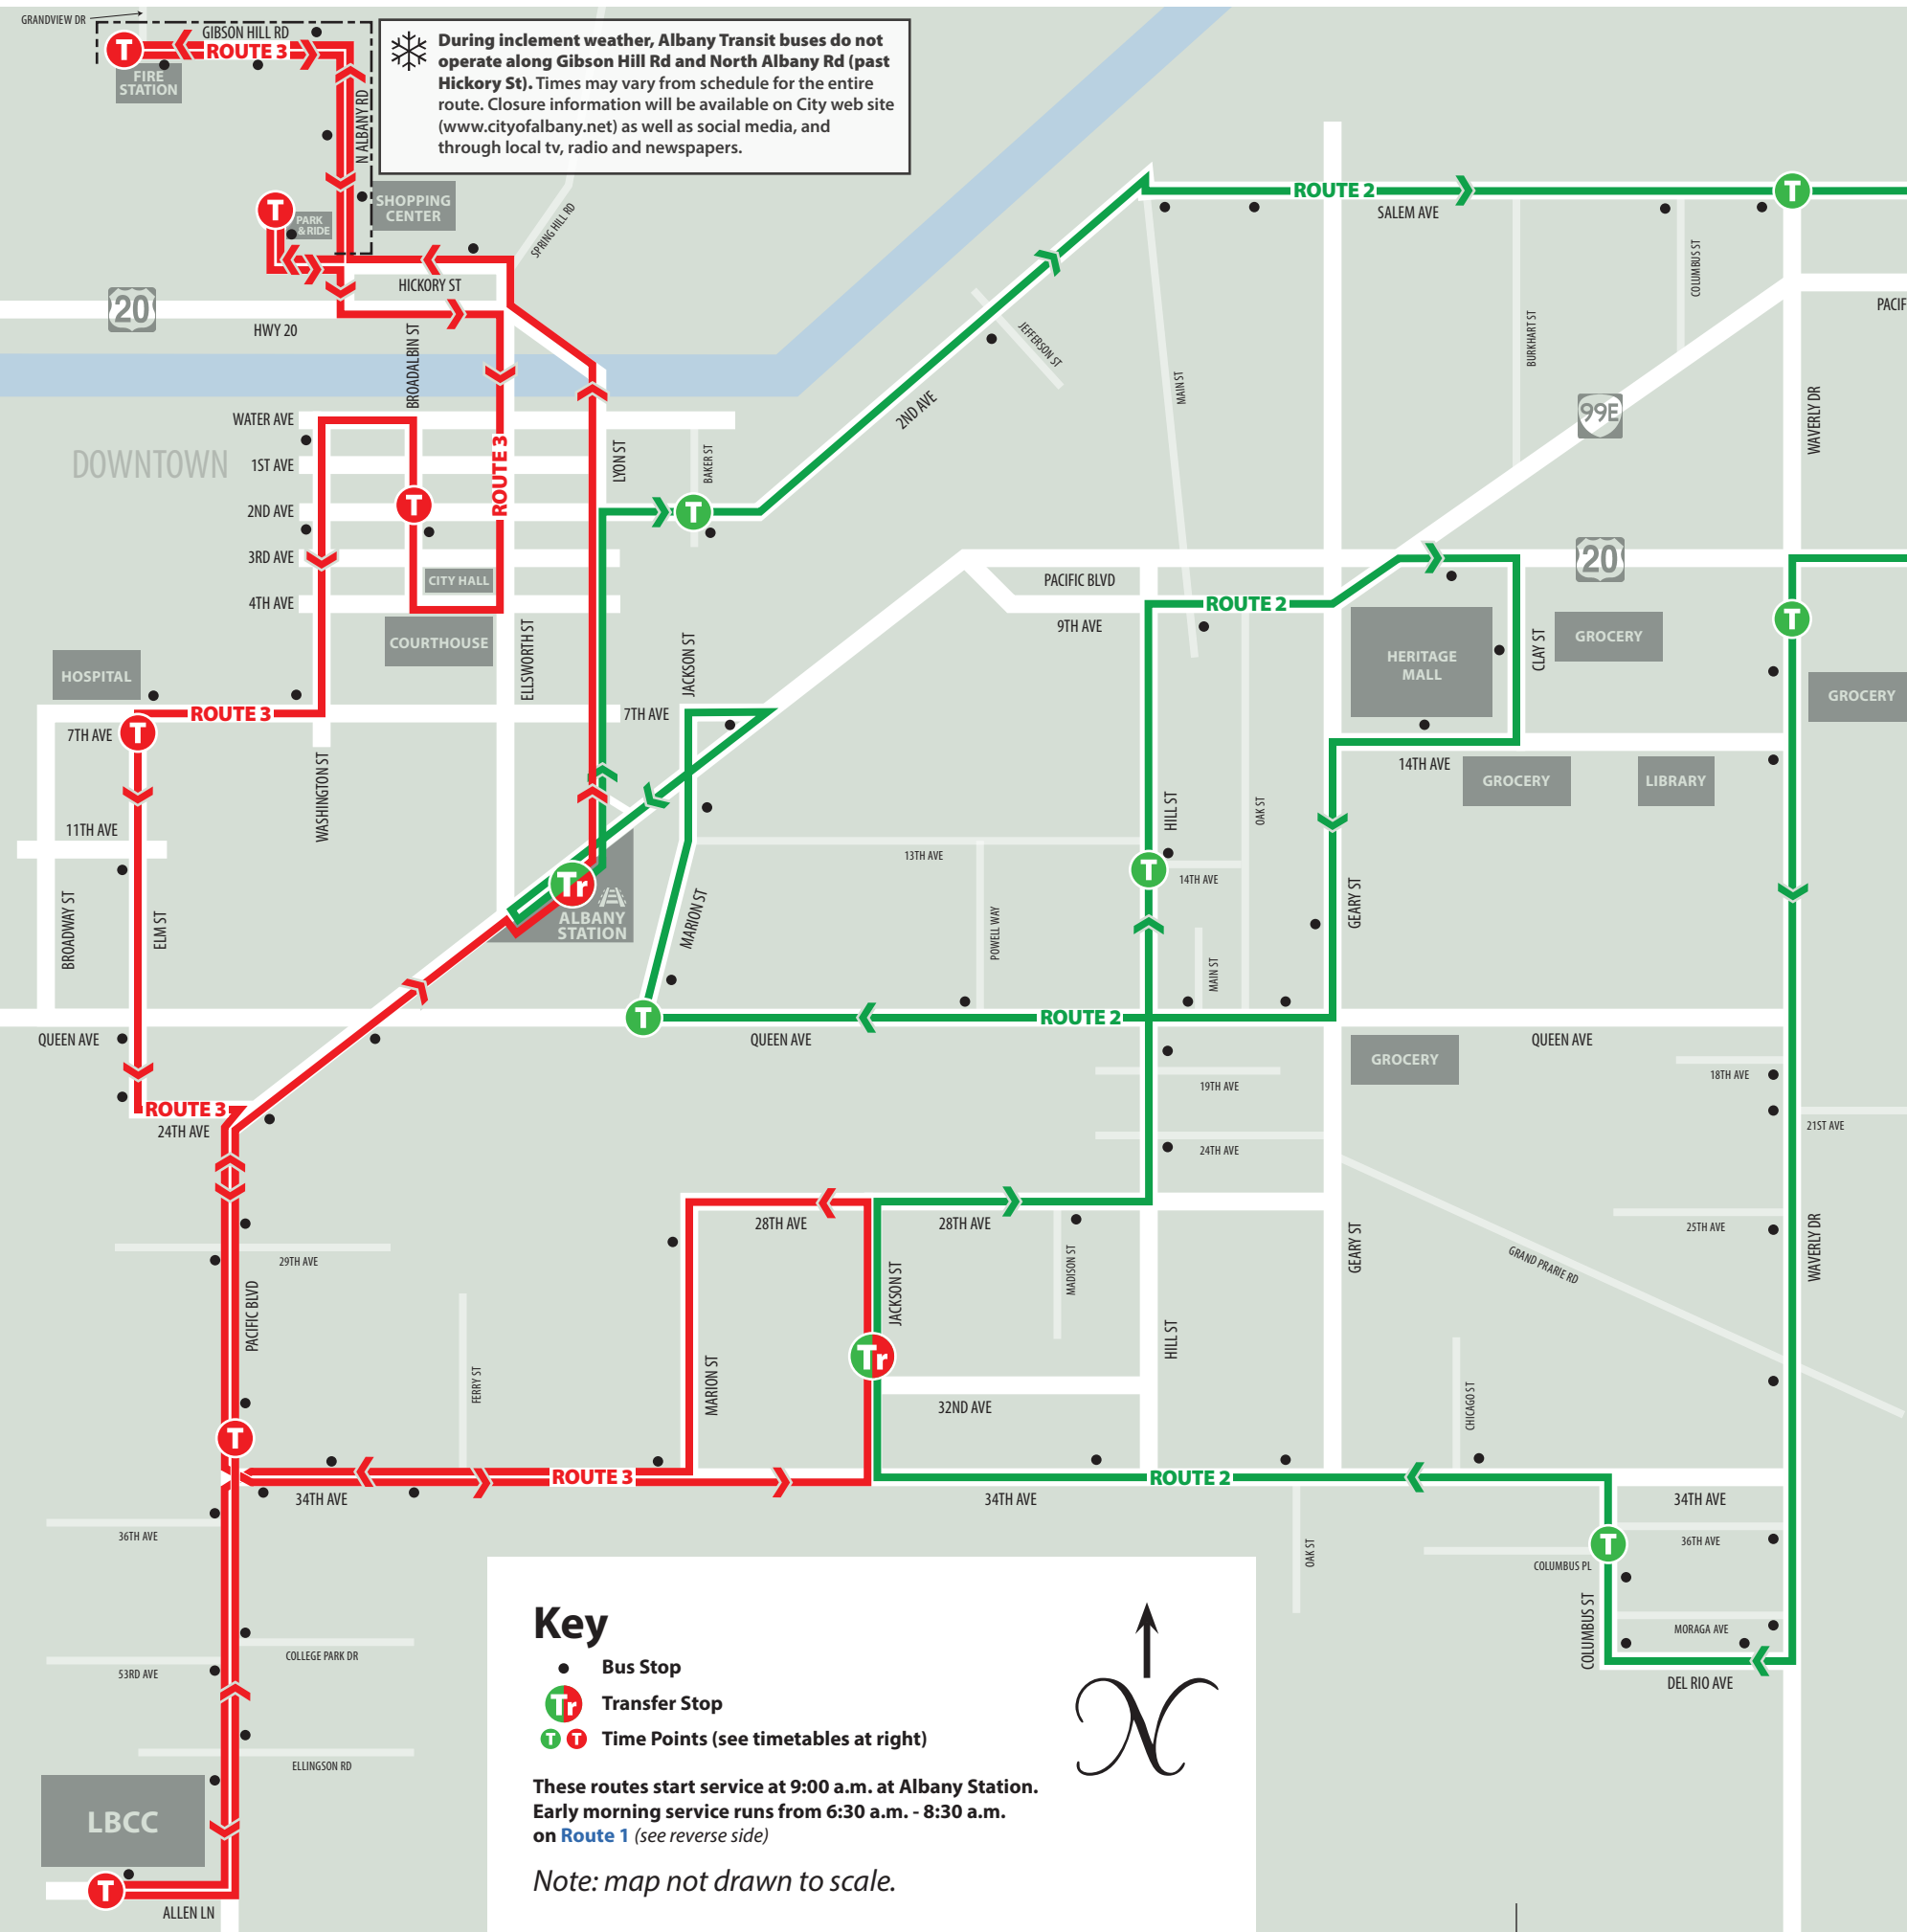 GRANDVIEW DR
GIBSON HILL RD
T
ROUTE 3
FIRE
STATION
N ALBANY RD
During inclement weather, Albany Transit buses do not
operate along Gibson Hill Rd and North Albany Rd (past
Hickory St). Times may vary from schedule for the entire
route. Closure information will be available on City web site
(www.cityofalbany.net) as well as social media, and
through local tv, radio and newspapers.
SHOPPING
CENTER
T
PARK
& RIDE
SPRING HILL RD
HICKORY ST
20
HWY 20
BROADALBIN ST
ROUTE 2
SALEM AVE
T
COLUMBUS ST
BURKHART ST
PACIF
JEFFERSON ST
MAIN ST
2ND AVE
99E
WAVERLY DR
WATER AVE
DOWNTOWN
1ST AVE
2ND AVE
3RD AVE
4TH AVE
T
ROUTE 3
LYON ST
BAKER ST
T
CITY HALL
COURTHOUSE
ELLSWORTH ST
JACKSON ST
PACIFIC BLVD
9TH AVE
ROUTE 2
20
T
HERITAGE
MALL
CLAY ST
GROCERY
GROCERY
HOSPITAL
ROUTE 3
7TH AVE
T
7TH AVE
WASHINGTON ST
14TH AVE
GROCERY
LIBRARY
11TH AVE
HILL ST
OAK ST
13TH AVE
T
14TH AVE
Tr
ALBANY
STATION
MARION ST
POWELL WAY
MAIN ST
GEARY ST
BROADWAY ST
ELM ST
QUEEN AVE
T
QUEEN AVE
ROUTE 2
QUEEN AVE
GROCERY
18TH AVE
19TH AVE
ROUTE 3
24TH AVE
21ST AVE
24TH AVE
28TH AVE
28TH AVE
25TH AVE
29TH AVE
PACIFIC BLVD
JACKSON ST
MADISON ST
GEARY ST
GRAND PRARIE RD
WAVERLY DR
Tr
HILL ST
FERRY ST
MARION ST
32ND AVE
CHICAGO ST
T
ROUTE 3
34TH AVE
ROUTE 2
34TH AVE
34TH AVE
36TH AVE
OAK ST
T
36TH AVE
COLUMBUS PL
COLUMBUS ST
MORAGA AVE
DEL RIO AVE
COLLEGE PARK DR
53RD AVE
ELLINGSON RD
LBCC
T
ALLEN LN
Key
Bus Stop
Tr Transfer Stop
T T Time Points (see timetables at right)
N
These routes start service at 9:00 a.m. at Albany Station.
Early morning service runs from 6:30 a.m. - 8:30 a.m.
on Route 1 (see reverse side)
Note: map not drawn to scale.